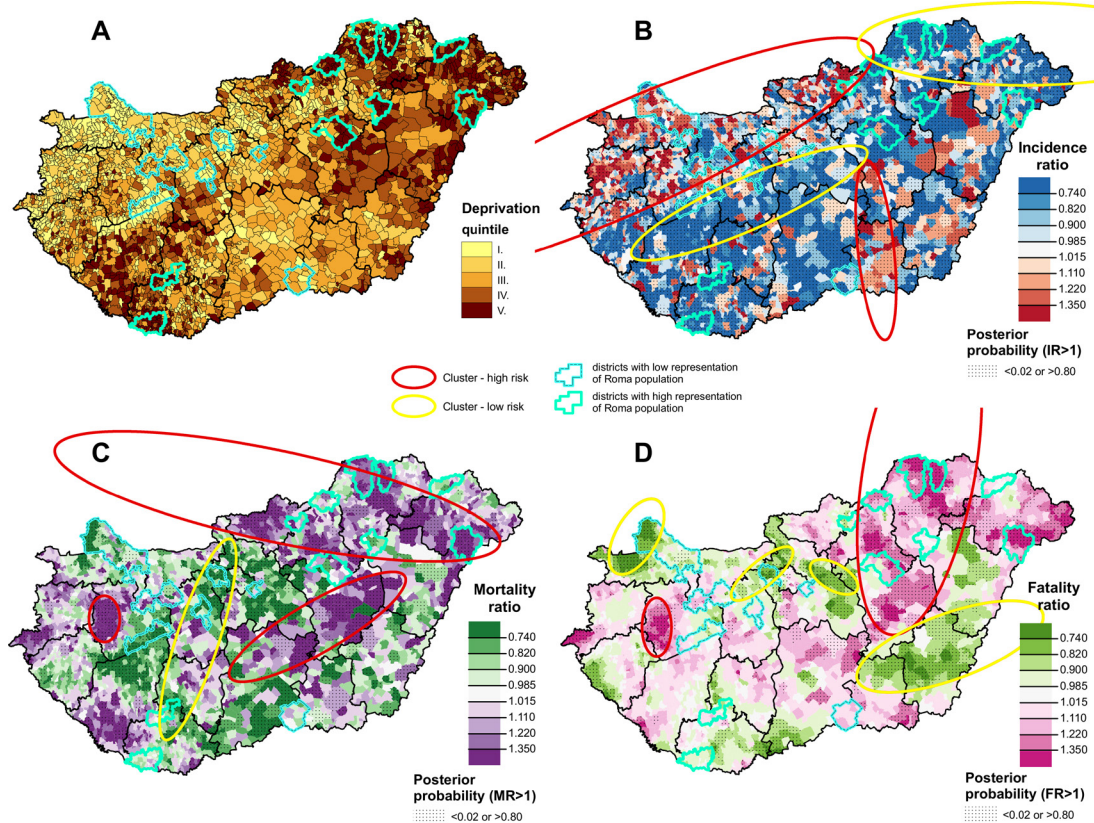 A
Deprivation
quintile
I.
II.
III.
IV.
V.
B
Incidence
ratio
0.740
0.820
0.900
0.985
1.015
1.110
1.220
1.350
Posterior
probability (IR>1)
<0.02 or >0.80
Cluster - high risk
Cluster - low risk
districts with low representation
of Roma population
districts with high representation
of Roma population
C
Mortality
ratio
0.740
0.820
0.900
0.985
1.015
1.110
1.220
1.350
Posterior
probability (MR>1)
<0.02 or >0.80
D
Fatality
ratio
0.740
0.820
0.900
0.985
1.015
1.110
1.220
1.350
Posterior
probability (FR>1)
<0.02 or >0.80